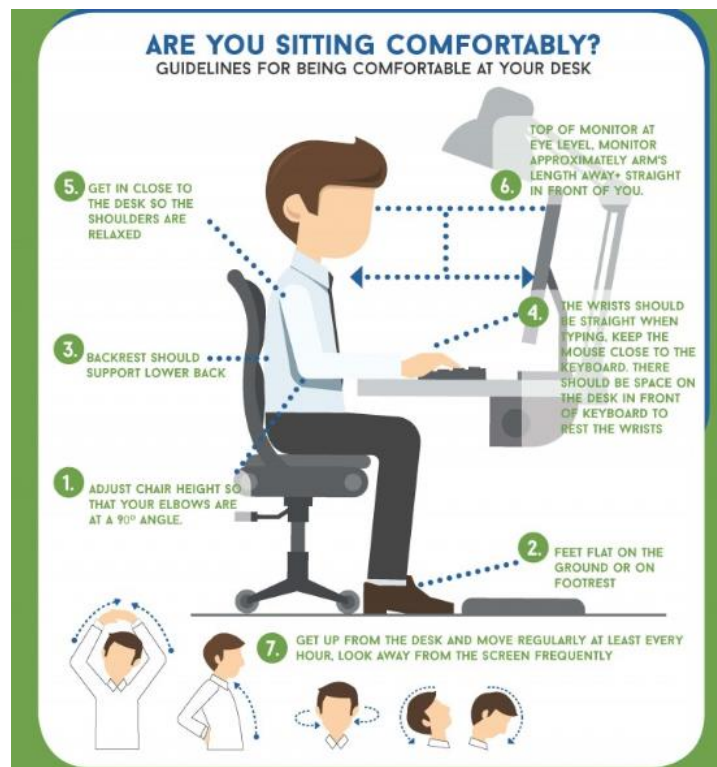 ARE YOU SITTING COMFORTABLY?
GUIDELINES FOR BEING COMFORTABLE AT YOUR DESK
TOP OF MONITOR AT
EYE LEVEL, MONITOR
APPROXIMATELY ARM'S
LENGTH AWAY+ STRAIGHT
IN FRONT OF YOU.
6.
5.
GET IN CLOSE TO
THE DESK SO THE
SHOULDERS ARE
RELAXED
4.
THE WRISTS SHOULD
BE STRAIGHT WHEN
TYPING, KEEP THE
MOUSE CLOSE TO THE
KEYBOARD. THERE
SHOULD BE SPACE ON
THE DESK IN FRONT
OF KEYBOARD TO
REST THE WRISTS
3.
BACKREST SHOULD
SUPPORT LOWER BACK
1.
ADJUST CHAIR HEIGHT SO
THAT YOUR ELBOWS ARE
AT A 90° ANGLE.
2.
FEET FLAT ON THE
GROUND OR ON
FOOTREST
7.
GET UP FROM THE DESK AND MOVE REGULARLY AT LEAST EVERY
HOUR, LOOK AWAY FROM THE SCREEN FREQUENTLY